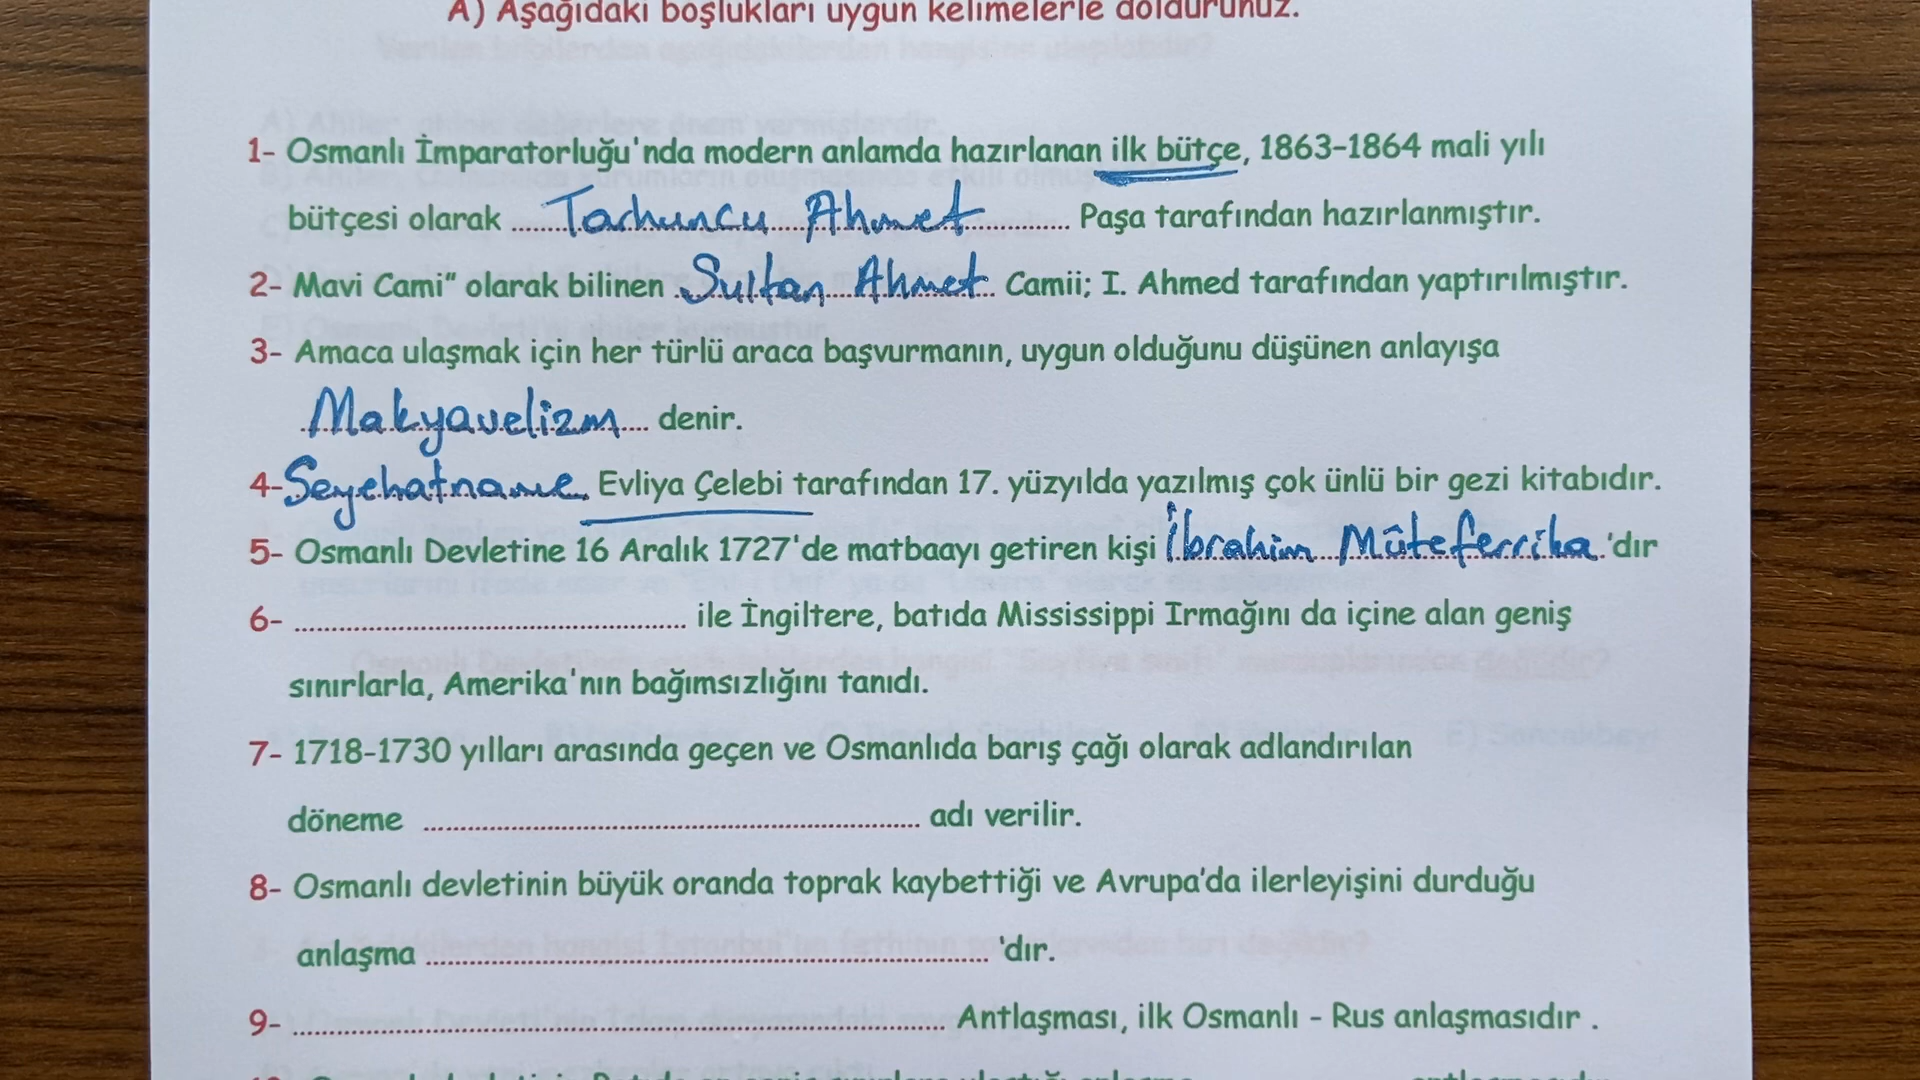 A) Aşağıdaki boşlukları uygun kelimelerle doldurunuz.
1- Osmanlı İmparatorluğu'nda modern anlamda hazırlanan ilk bütçe, 1863-1864 mali yılı
bütçesi olarak Tarhuncu Ahmet Paşa tarafından hazırlanmıştır.
2- Mavi Cami" olarak bilinen Sultan Ahmet Camii; I. Ahmed tarafından yaptırılmıştır.
3- Amaca ulaşmak için her türlü araca başvurmanın, uygun olduğunu düşünen anlayışa
Makyavelizm denir.
4- Seyehatname Evliya Çelebi tarafından 17. yüzyılda yazılmış çok ünlü bir gezi kitabıdır.
5- Osmanlı Devletine 16 Aralık 1727'de matbaayı getiren kişi İbrahim Müteferrika 'dır
6- ........................ ile İngiltere, batıda Mississippi Irmağını da içine alan geniş
sınırlarla, Amerika'nın bağımsızlığını tanıdı.
7- 1718-1730 yılları arasında geçen ve Osmanlıda barış çağı olarak adlandırılan
döneme ........................ adı verilir.
8- Osmanlı devletinin büyük oranda toprak kaybettiği ve Avrupa'da ilerleyişini durduğu
anlaşma ........................ 'dır.
9- ........................ Antlaşması, ilk Osmanlı - Rus anlaşmasıdır .